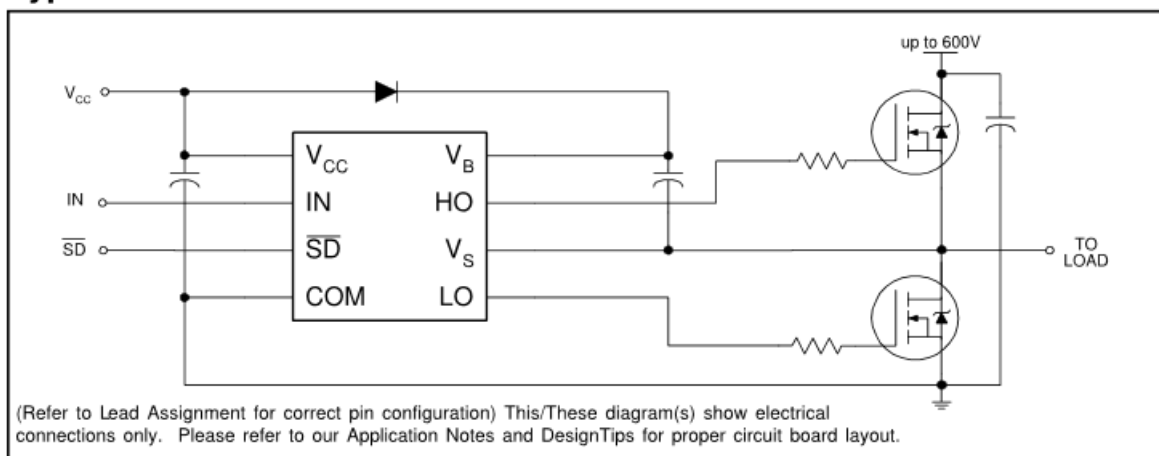 up to 600V
VCC
VCC
VB
IN
IN
HO
SD
SD
VS
TO
LOAD
COM
LO
(Refer to Lead Assignment for correct pin configuration) This/These diagram(s) show electrical
connections only. Please refer to our Application Notes and DesignTips for proper circuit board layout.